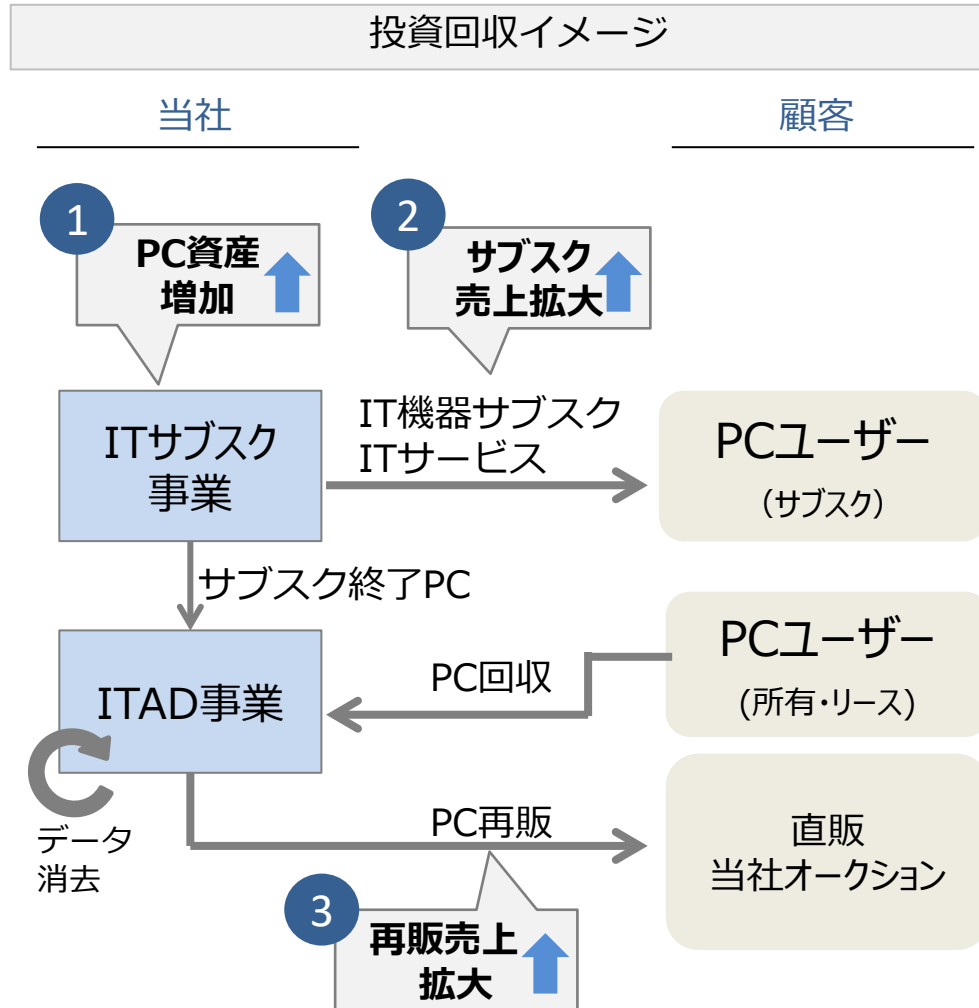 投資回収イメージ
当社
顧客
1
PC資産
増加
2
サブスク
売上拡大
ITサブスク
事業
IT機器サブスク
ITサービス
PCユーザー
(サブスク)
サブスク終了PC
ITAD事業
PC回収
PCユーザー
(所有・リース)
データ
消去
PC再販
直販
当社オークション
3
再販売上
拡大